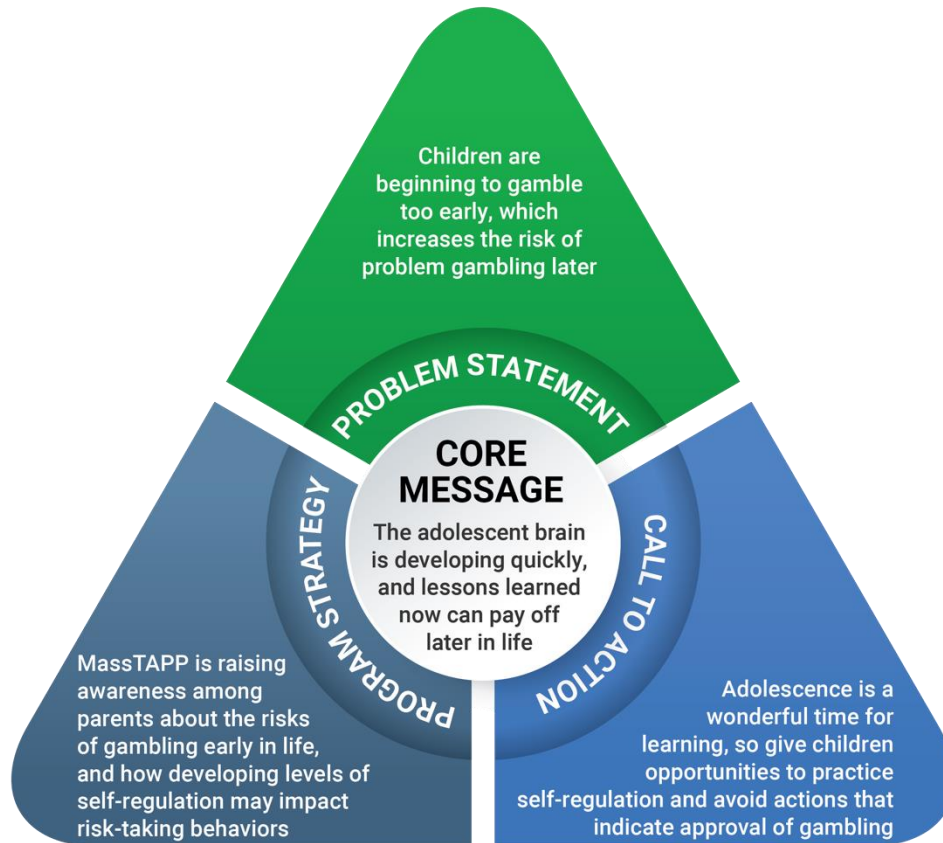 Children are
beginning to gamble
too early, which
increases the risk of
problem gambling later
PROBLEM STATEMENT
CORE
MESSAGE
The adolescent brain
is developing quickly,
and lessons learned
now can pay off
later in life
PROGRAM STRATEGY
MassTAPP is raising
awareness among
parents about the risks
of gambling early in life,
and how developing levels of
self-regulation may impact
risk-taking behaviors
CALL TO ACTION
Adolescence is a
wonderful time for
learning, so give children
opportunities to practice
self-regulation and avoid actions that
indicate approval of gambling